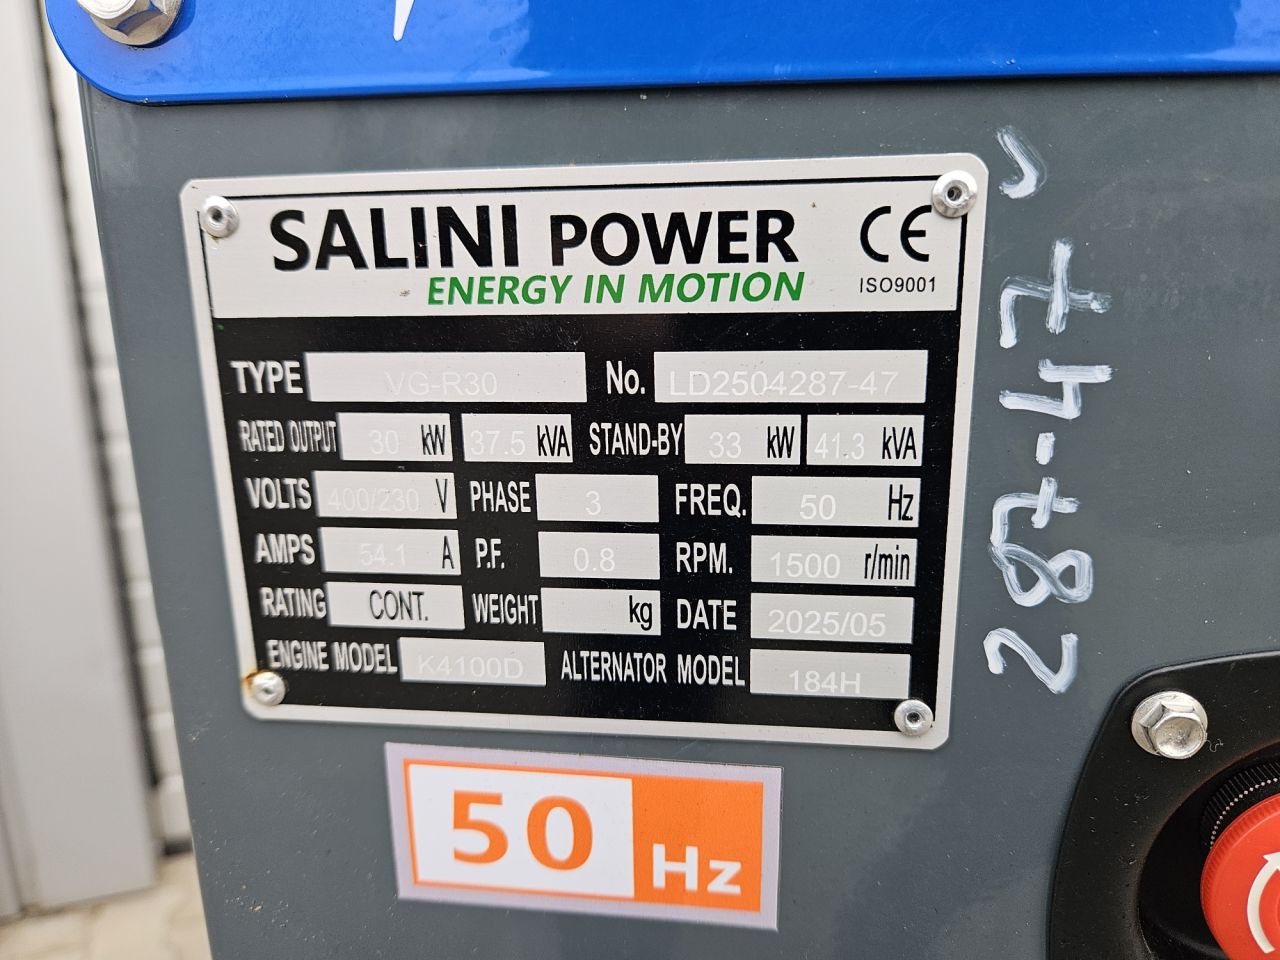 SALINI POWER CE
ENERGY IN MOTION ISO9001
TYPE VG-R30 No. LD2504287-47
RATED OUTPUT 30 kW 37.5 kVA STAND-BY 33 kW 41.3 kVA
VOLTS 400/230 V PHASE 3 FREQ. 50 Hz
AMPS 54.1 A P.F. 0.8 RPM. 1500 r/min
RATING CONT. WEIGHT kg DATE 2025/05
ENGINE MODEL K4100D ALTERNATOR MODEL 184H
50 Hz
287-47